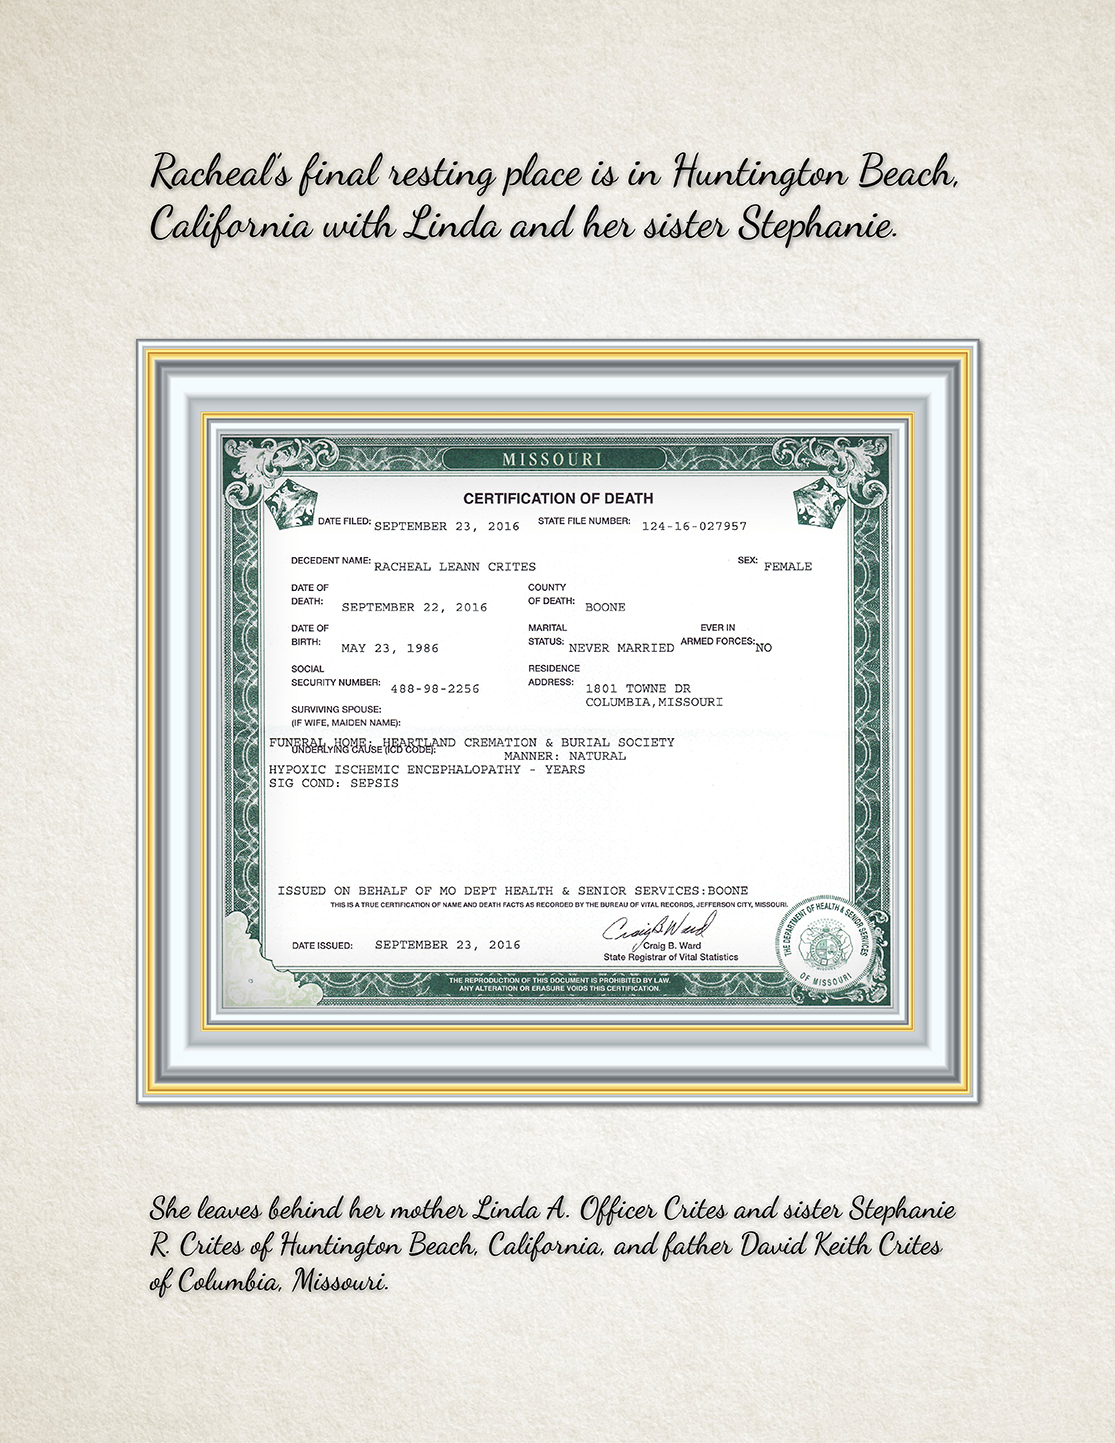 Racheal's final resting place is in Huntington Beach,
California with Linda and her sister Stephanie.
MISSOURI
CERTIFICATION OF DEATH
DATE FILED: SEPTEMBER 23, 2016 STATE FILE NUMBER: 124-16-027957
DECEDENT NAME: RACHEAL LEANN CRITES SEX: FEMALE
DATE OF DEATH: SEPTEMBER 22, 2016 COUNTY OF DEATH: BOONE
DATE OF BIRTH: MAY 23, 1986 MARITAL STATUS: NEVER MARRIED EVER IN ARMED FORCES: NO
SOCIAL SECURITY NUMBER: 488-98-2256 RESIDENCE ADDRESS: 1801 TOWNE DR
COLUMBIA, MISSOURI
SURVIVING SPOUSE:
(IF WIFE, MAIDEN NAME):
FUNERAL HOME: HEARTLAND CREMATION & BURIAL SOCIETY
UNDERLYING CAUSE (ICD CODE):
MANNER: NATURAL
HYPOXIC ISCHEMIC ENCEPHALOPATHY - YEARS
SIG COND: SEPSIS
ISSUED ON BEHALF OF MO DEPT HEALTH & SENIOR SERVICES:BOONE
THIS IS A TRUE CERTIFICATION OF NAME AND DEATH FACTS AS RECORDED BY THE BUREAU OF VITAL RECORDS, JEFFERSON CITY, MISSOURI.
Craig B Ward
DATE ISSUED: SEPTEMBER 23, 2016 Craig B. Ward
State Registrar of Vital Statistics
THE DEPARTMENT OF HEALTH & SENIOR SERVICES
OF MISSOURI
THE REPRODUCTION OF THIS DOCUMENT IS PROHIBITED BY LAW.
ANY ALTERATION OR ERASURE VOIDS THIS CERTIFICATION.
She leaves behind her mother Linda A. Officer Crites and sister Stephanie
R. Crites of Huntington Beach, California, and father David Keith Crites
of Columbia, Missouri.